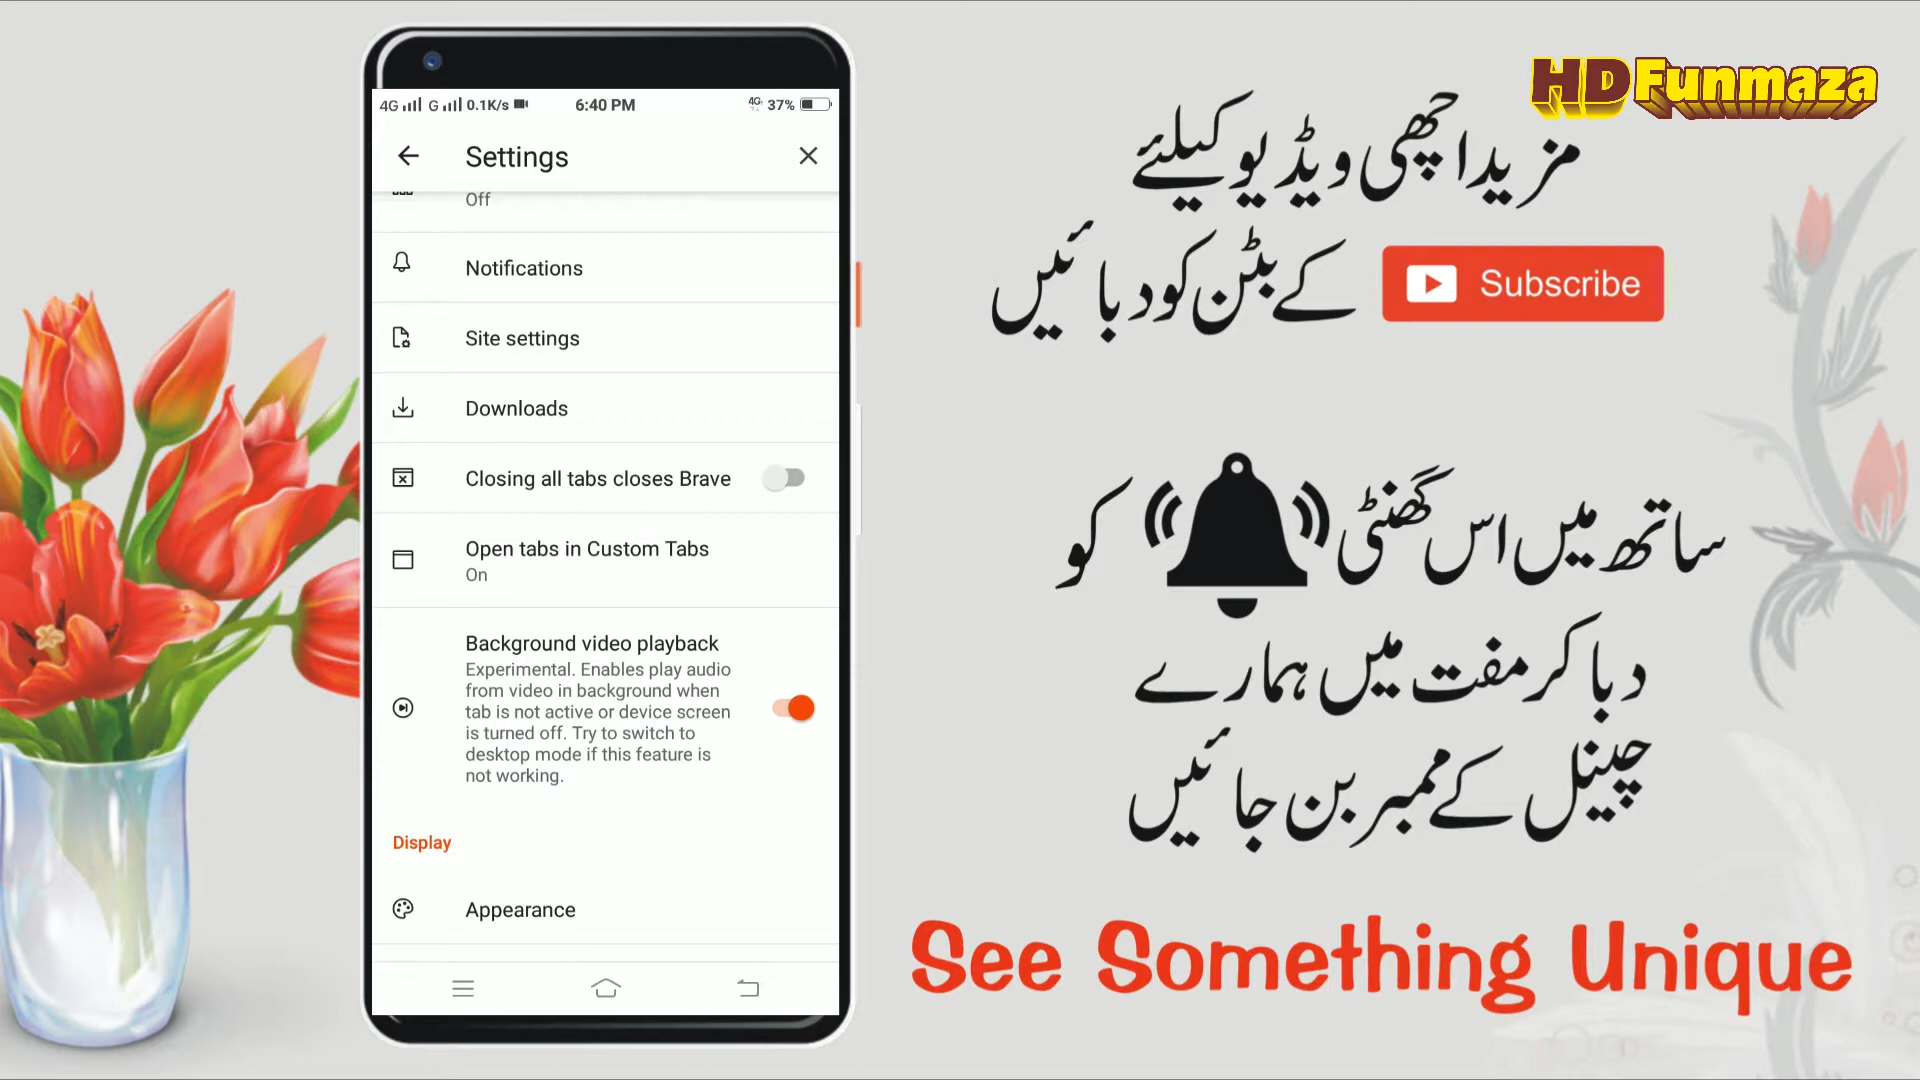 4G G 0.1K/s 6:40 PM 4G 37%
Settings
Off
Notifications
Site settings
Downloads
Closing all tabs closes Brave
Open tabs in Custom Tabs
On
Background video playback
Experimental. Enables play audio
from video in background when
tab is not active or device screen
is turned off. Try to switch to
desktop mode if this feature is
not working.
Display
Appearance
HDFunmaza
مزید اچھی ویڈیو کیلئے
Subscribe کے بٹن کو دبائیں
ساتھ میں اس گھنٹی کو
دبا کر مفت میں ہمارے
چینل کے ممبر بن جائیں
See Something Unique